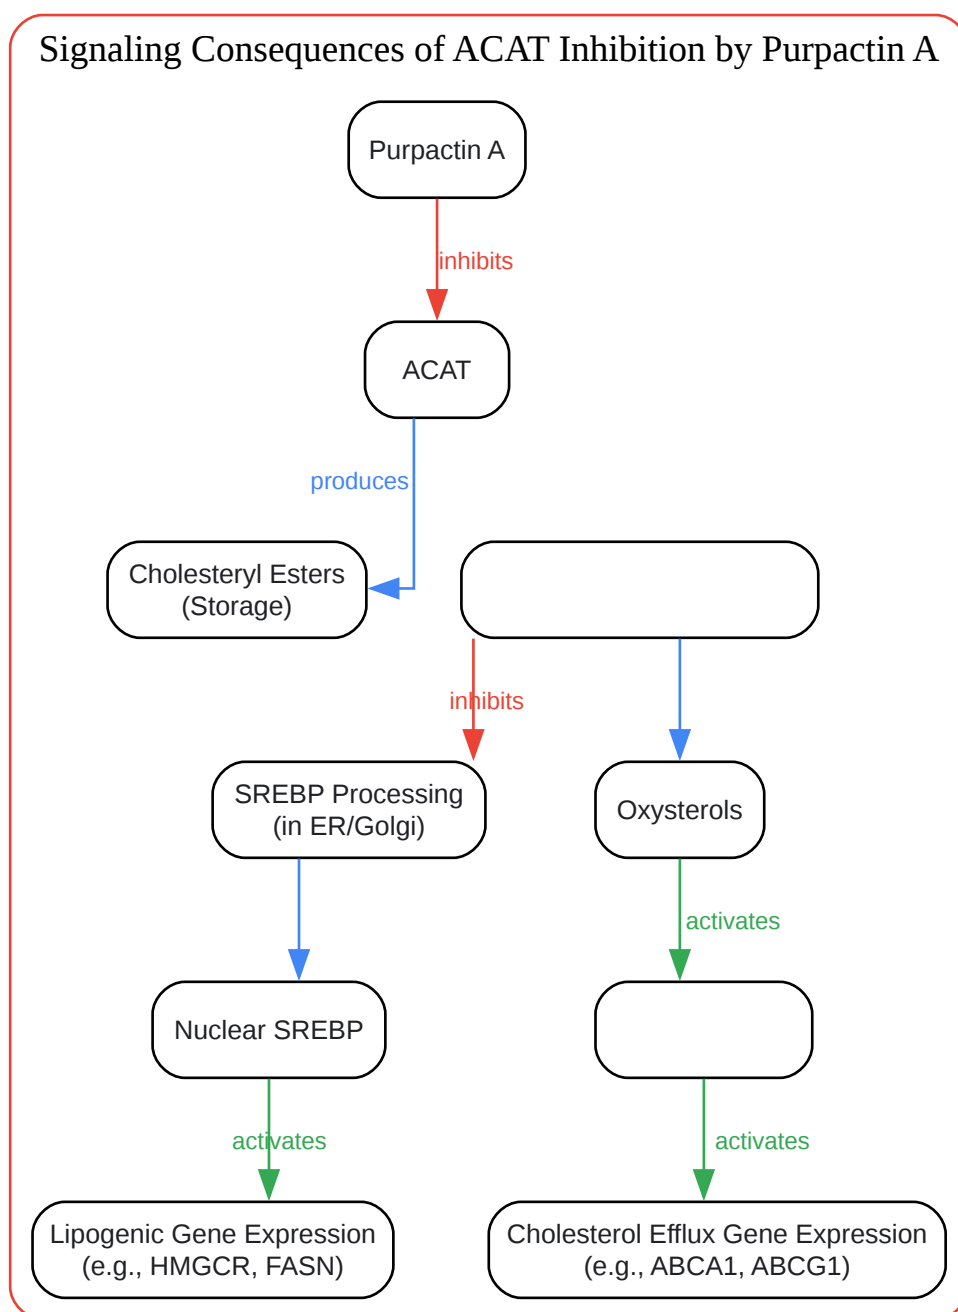 Signaling Consequences of ACAT Inhibition by Purpactin A
Purpactin A
inhibits
ACAT
produces
Cholesteryl Esters
(Storage)
inhibits
SREBP Processing
(in ER/Golgi)
Oxysterols
activates
Nuclear SREBP
activates
activates
Lipogenic Gene Expression
(e.g., HMGCR, FASN)
Cholesterol Efflux Gene Expression
(e.g., ABCA1, ABCG1)